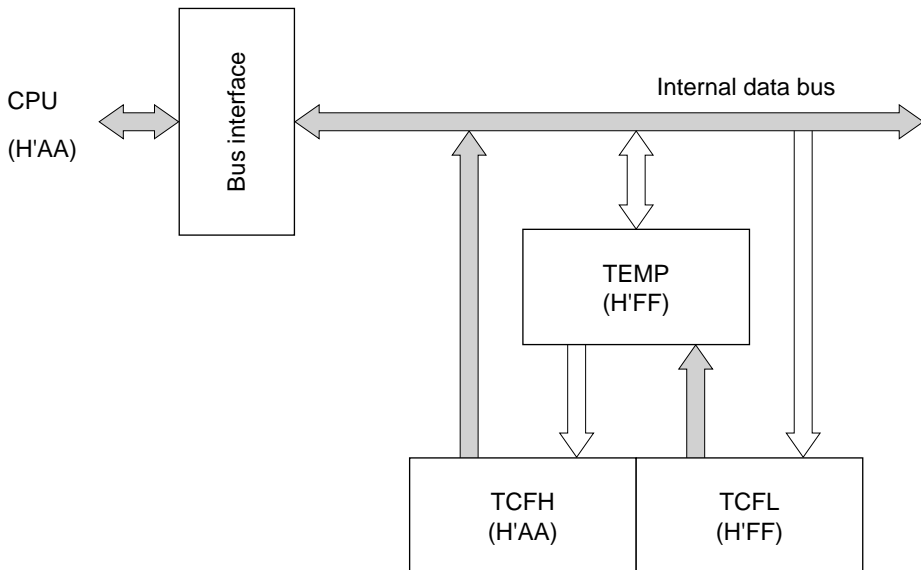 CPU
(H'AA)
Bus interface
Internal data bus
TEMP
(H'FF)
TCFH
(H'AA)
TCFL
(H'FF)